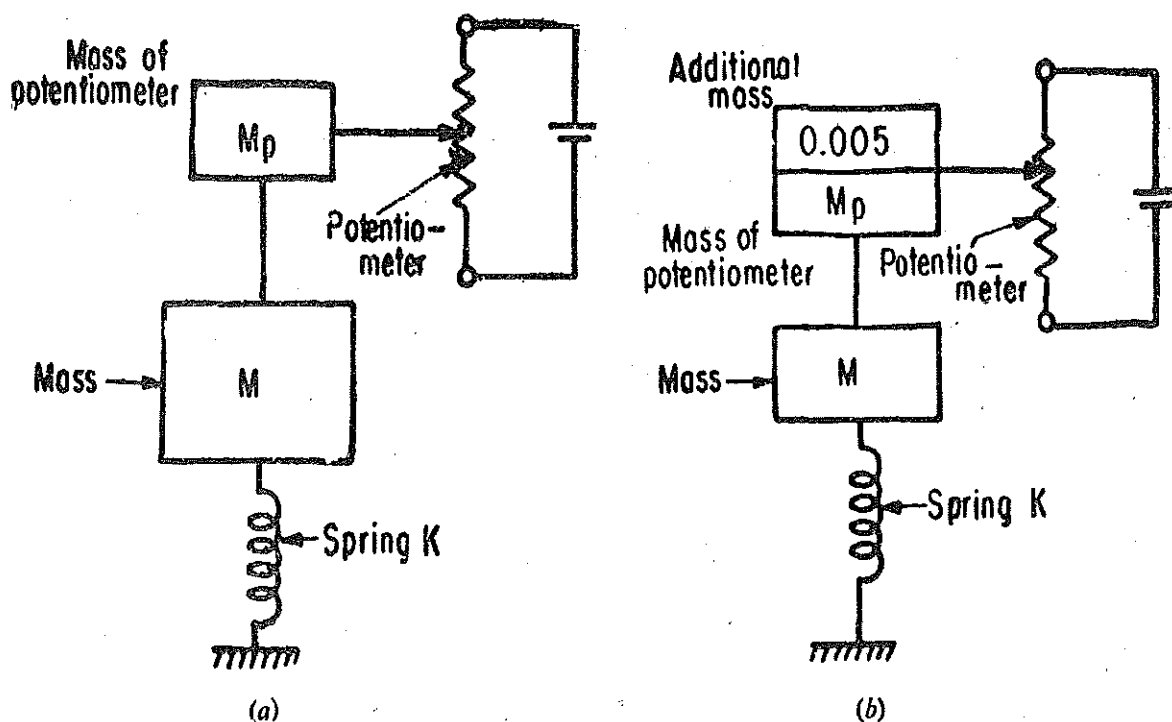 Mass of
potentiometer
Mp
Potentio-
meter
Mass
M
Spring K
(a)
Additional
mass
0.005
Mp
Mass of
potentiometer
Potentio-
meter
Mass
M
Spring K
(b)